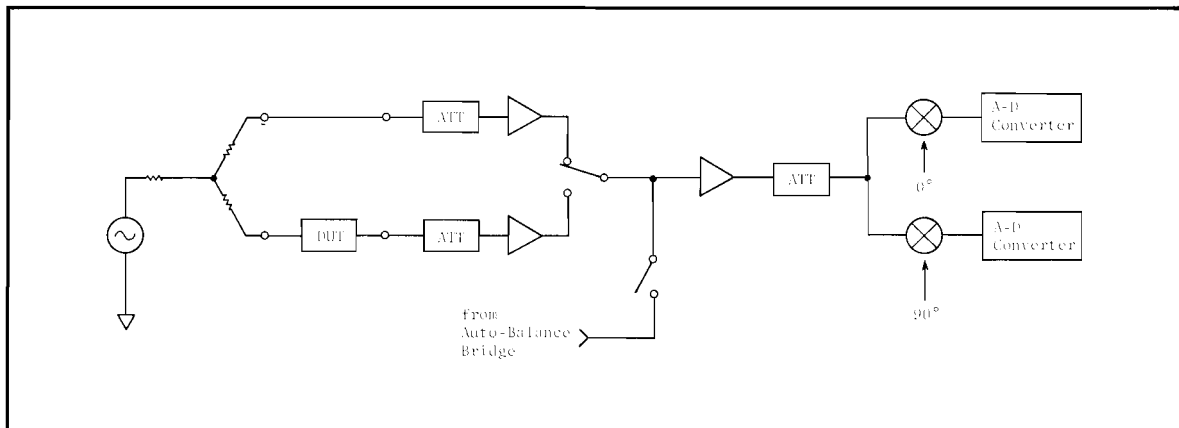 ATT
A-D
Converter
0°
DUT
ATT
ATT
A-D
Converter
90°
from
Auto-Balance
Bridge